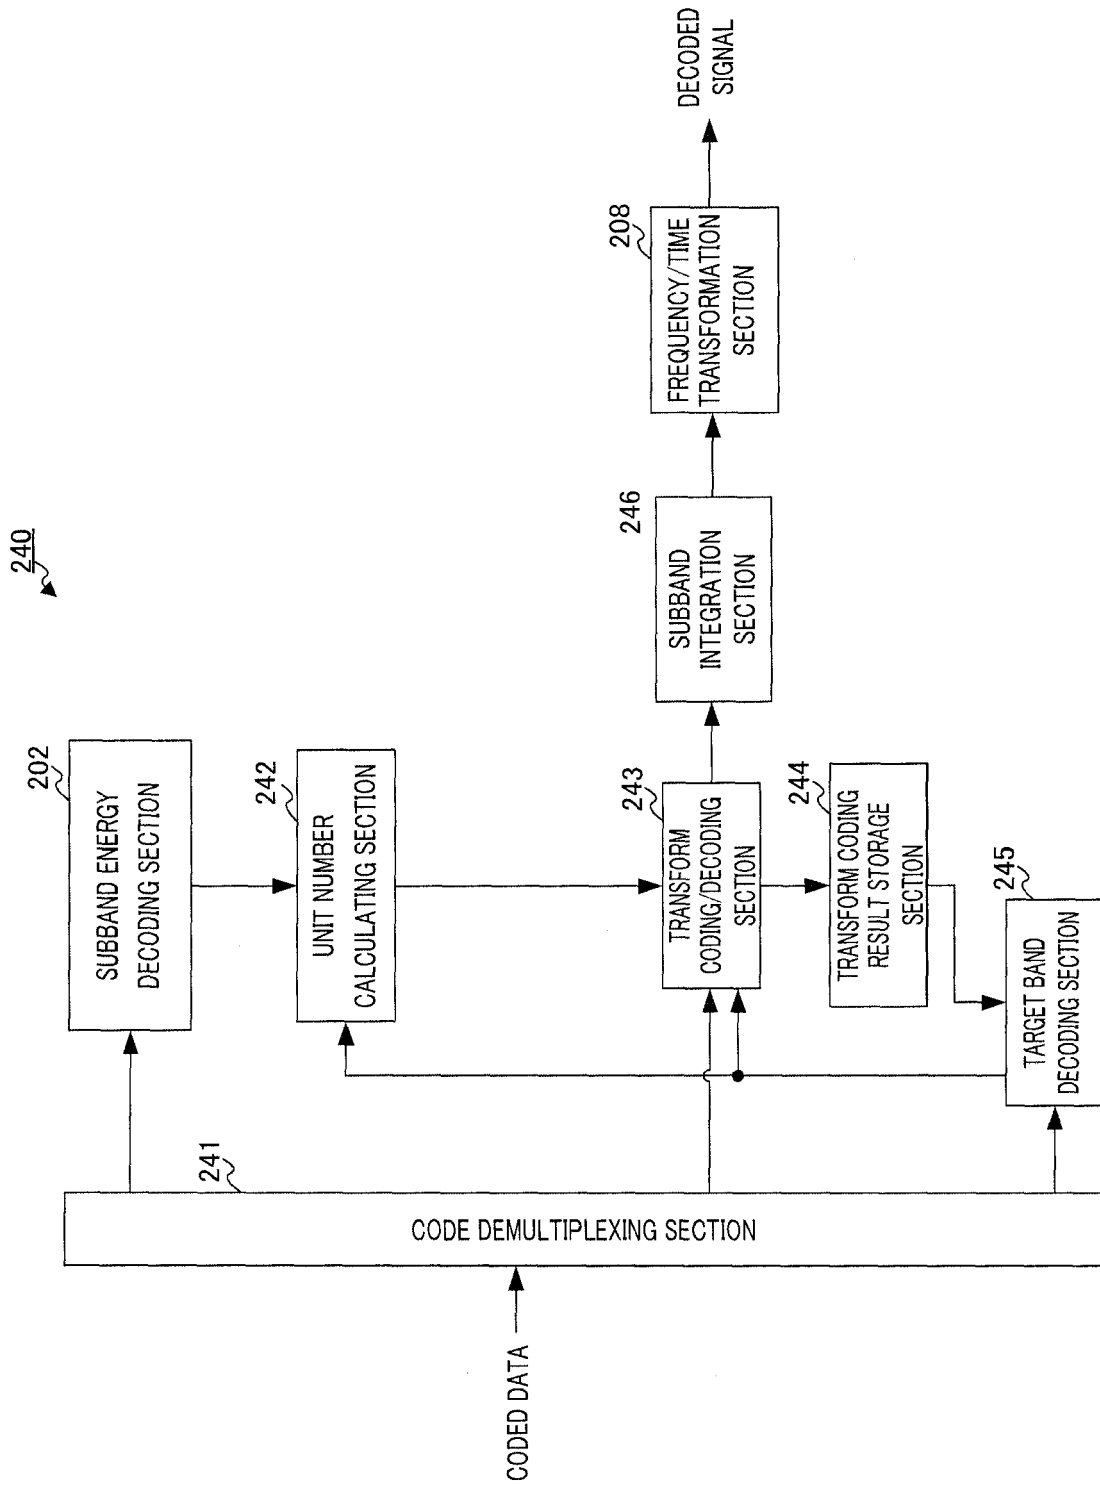 240
CODED DATA
241
CODE DEMULTIPLEXING SECTION
202
SUBBAND ENERGY
DECODING SECTION
242
UNIT NUMBER
CALCULATING SECTION
243
TRANSFORM
CODING/DECODING
SECTION
244
TRANSFORM CODING
RESULT STORAGE
SECTION
245
TARGET BAND
DECODING SECTION
246
SUBBAND
INTEGRATION
SECTION
208
FREQUENCY/TIME
TRANSFORMATION
SECTION
DECODED
SIGNAL